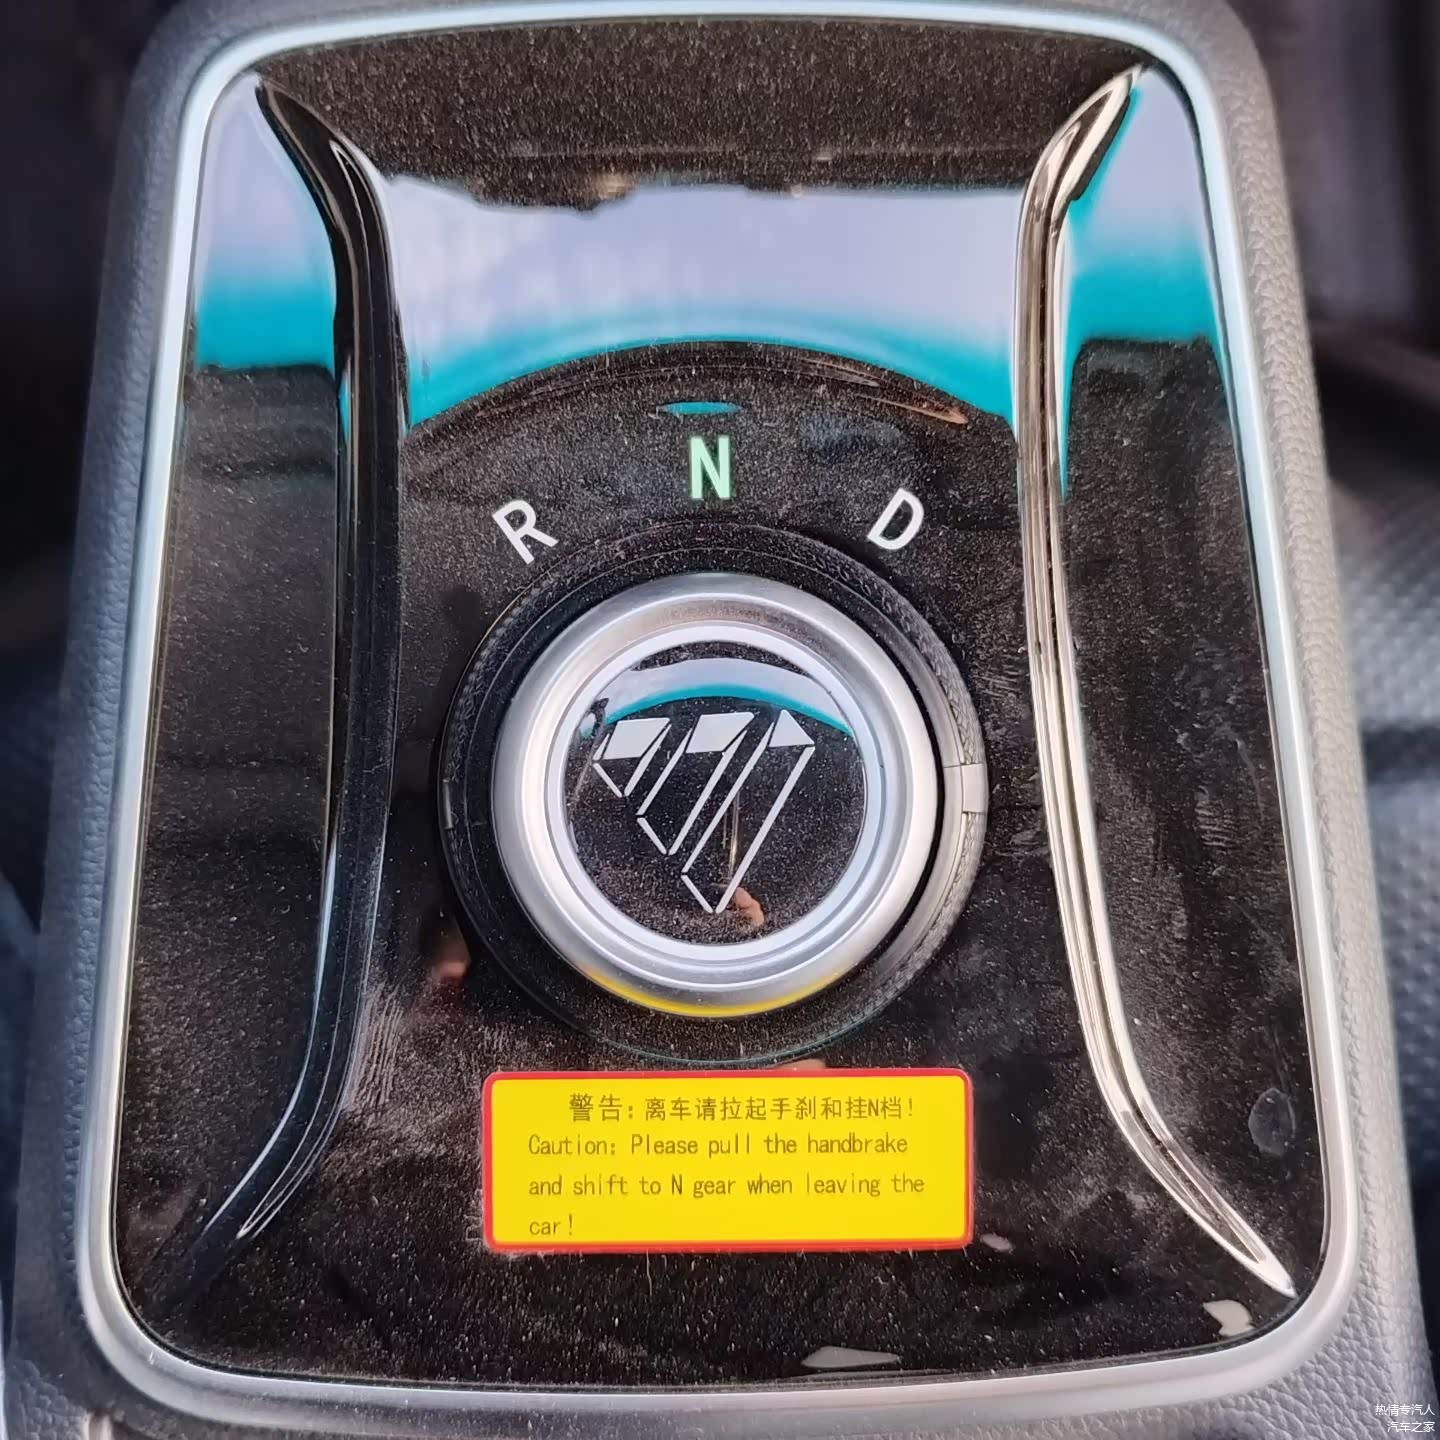 N
R D
警告: 离车请拉起手刹和挂N档!
Caution: Please pull the handbrake
and shift to N gear when leaving the
car!
热情专汽人
汽车之家